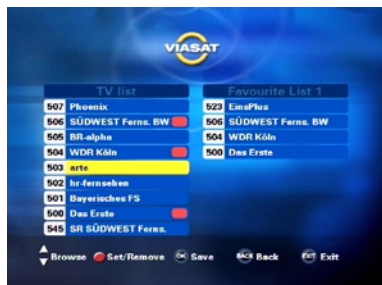 VIASAT
TV list
507 Phoenix
506 SÜDWEST Ferns. BW
505 BR-alpha
504 WDR Köln
503 arte
502 hr-fernsehen
501 Bayerisches FS
500 Das Erste
545 SR SÜDWEST Ferns.
Favourite List 1
523 EinsPlus
506 SÜDWEST Ferns. BW
504 WDR Köln
500 Das Erste
Browse Set/Remove OK Save BACK Back EXIT Exit